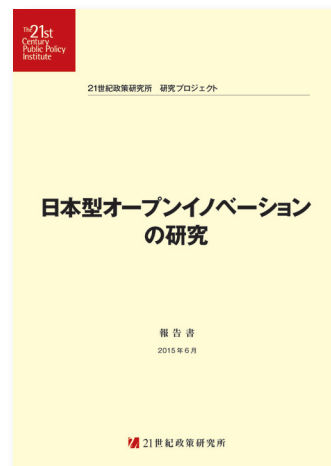 The 21st
Century
Public Policy
Institute
21世紀政策研究所 研究プロジェクト
日本型オープンイノベーション
の研究
報告書
2015年6月
21世紀政策研究所